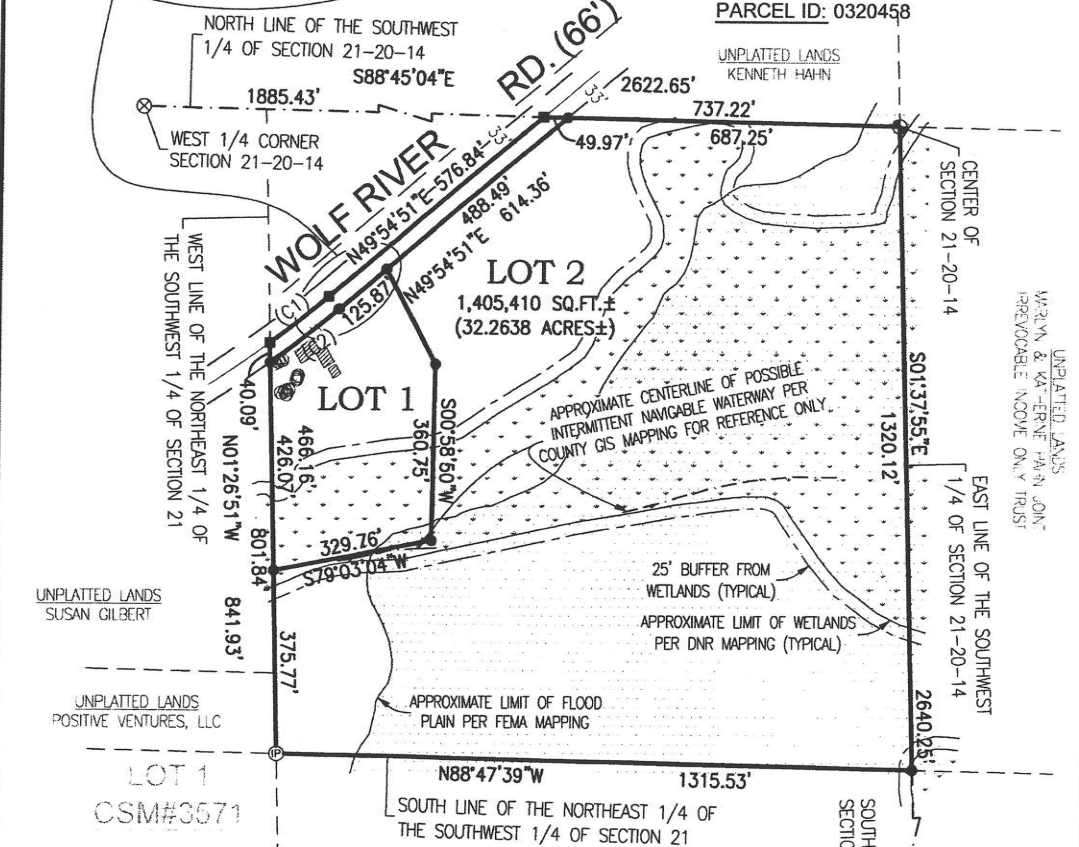 PARCEL ID: 0320458
NORTH LINE OF THE SOUTHWEST
1/4 OF SECTION 21-20-14
S88°45'04"E
1885.43'
WEST 1/4 CORNER
SECTION 21-20-14
RD. (66')
WOLF RIVER
2622.65'
UNPLATTED LANDS
KENNETH HAHN
737.22'
49.97'
687.25'
33'
33'
N49°54'51"E-576.84'
488.49'
614.36'
N49°54'51"E
CENTER OF
SECTION 21-20-14
LOT 2
1,405,410 SQ.FT.±
(32.2638 ACRES±)
(C1)
125.87'
LOT 1
40.09'
WEST LINE OF THE NORTHEAST 1/4 OF
THE SOUTHWEST 1/4 OF SECTION 21
466.16'
426.07'
N01°26'51"W
801.84'
841.93'
375.77'
S00°58'50"W
360.75'
329.76'
S79°03'04"W
APPROXIMATE CENTERLINE OF POSSIBLE
INTERMITTENT NAVIGABLE WATERWAY PER
COUNTY GIS MAPPING FOR REFERENCE ONLY
S01°37'55"E
1320.12'
UNPLATTED LANDS
MARLYN & KATHERINE HAHN JOINT
IRREVOCABLE INCOME ONLY TRUST
EAST LINE OF THE SOUTHWEST
1/4 OF SECTION 21-20-14
25' BUFFER FROM
WETLANDS (TYPICAL)
APPROXIMATE LIMIT OF WETLANDS
PER DNR MAPPING (TYPICAL)
UNPLATTED LANDS
SUSAN GILBERT
UNPLATTED LANDS
POSITIVE VENTURES, LLC
APPROXIMATE LIMIT OF FLOOD
PLAIN PER FEMA MAPPING
2640.25'
IP
LOT 1
CSM#3571
N88°47'39"W
1315.53'
SOUTH LINE OF THE NORTHEAST 1/4 OF
THE SOUTHWEST 1/4 OF SECTION 21
SOUTH
SECTIO